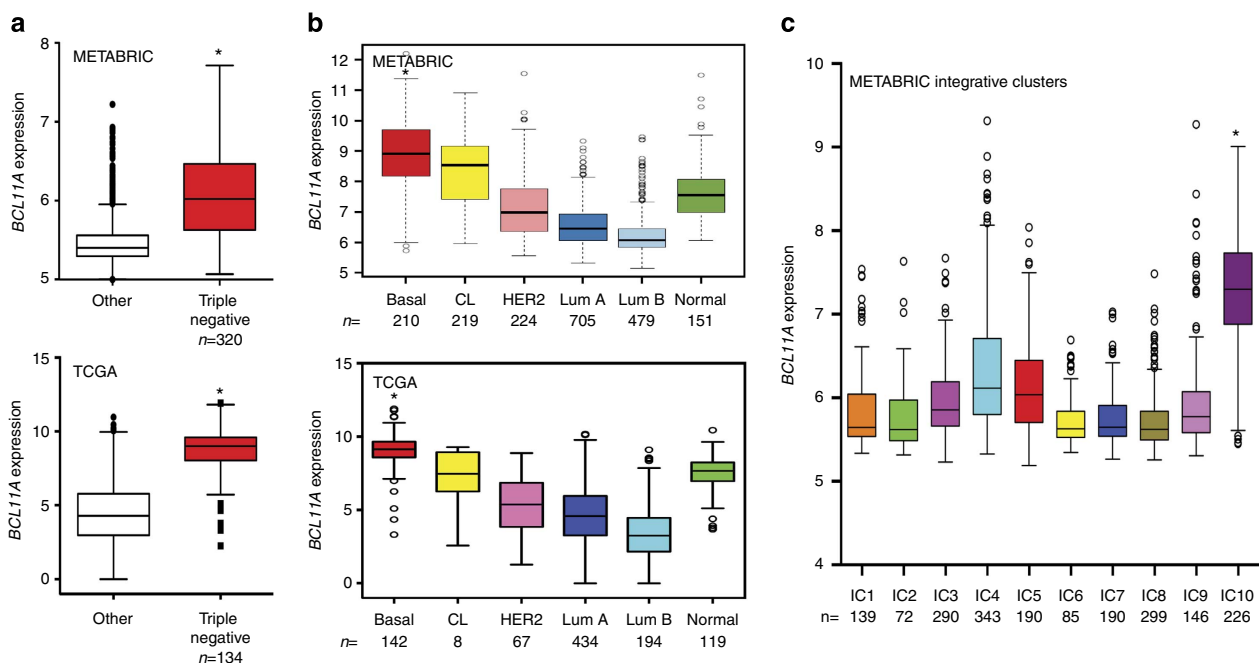 a
METABRIC
*
8
7
6
5
BCL11A expression
Other
Triple
negative
n=320
TCGA
*
15
10
5
0
BCL11A expression
Other
Triple
negative
n=134
b
METABRIC
*
12
11
10
9
8
7
6
5
BCL11A expression
Basal CL HER2 Lum A Lum B Normal
n= 210 219 224 705 479 151
TCGA
*
15
10
5
0
BCL11A expression
Basal CL HER2 Lum A Lum B Normal
n= 142 8 67 434 194 119
c
METABRIC integrative clusters
*
10
9
8
7
6
5
4
BCL11A expression
IC1 IC2 IC3 IC4 IC5 IC6 IC7 IC8 IC9 IC10
n= 139 72 290 343 190 85 190 299 146 226